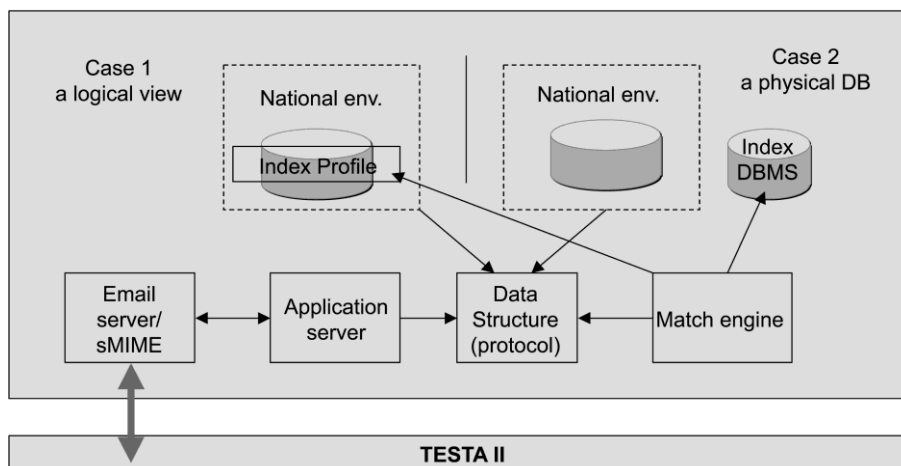 Case 1
a logical view
National env.
Index Profile
National env.
Case 2
a physical DB
Index
DBMS
Email
server/
sMIME
Application
server
Data
Structure
(protocol)
Match engine
TESTA II